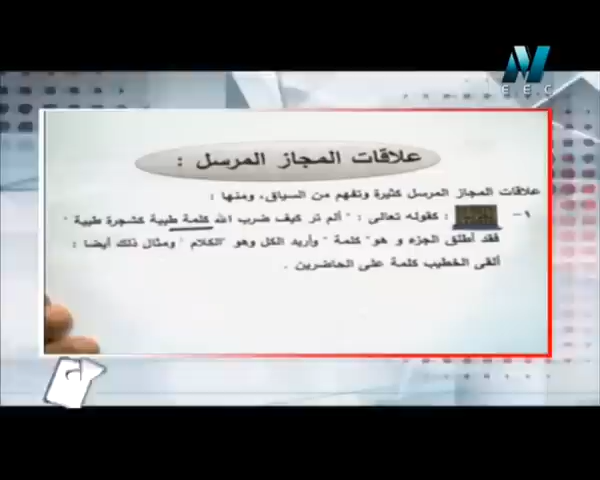 EEC
علاقات المجاز المرسل :
علاقات المجاز المرسل كثيرة وتفهم من السياق، ومنها :
١- : كقوله تعالى : " ألم تر كيف ضرب الله كلمة طيبة كشجرة طيبة "
فقد أطلق الجزء و هو" كلمة " وأريد الكل وهو "الكلام " ومثال ذلك أيضا :
ألقى الخطيب كلمة على الحاضرين .